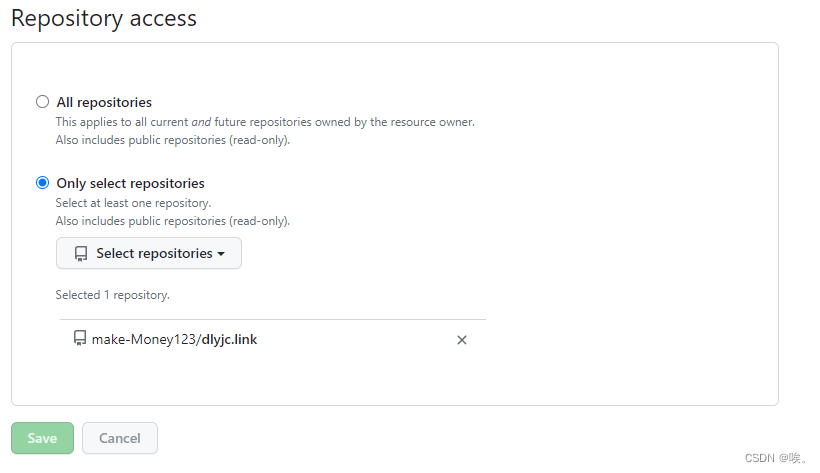 Repository access
All repositories
This applies to all current and future repositories owned by the resource owner.
Also includes public repositories (read-only).
Only select repositories
Select at least one repository.
Also includes public repositories (read-only).
Select repositories
Selected 1 repository.
make-Money123/dlyjc.link
Save
Cancel
CSDN @唉。